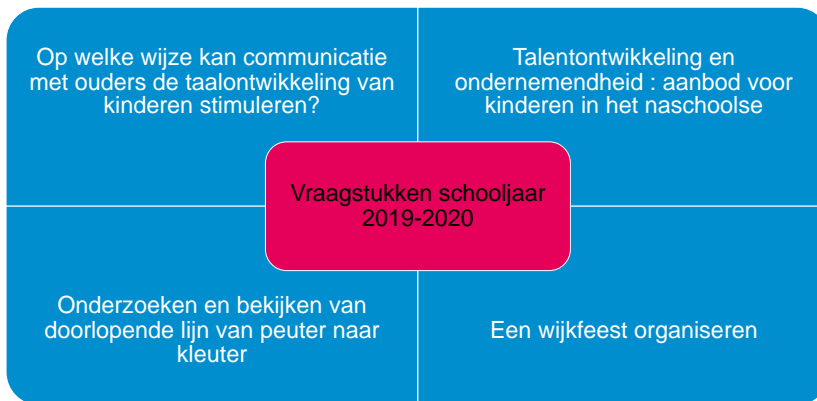 Op welke wijze kan communicatie
met ouders de taalontwikkeling van
kinderen stimuleren?
Talentontwikkeling en
ondernemendheid : aanbod voor
kinderen in het naschoolse
Vraagstukken schooljaar
2019-2020
Onderzoeken en bekijken van
doorlopende lijn van peuter naar
kleuter
Een wijkfeest organiseren